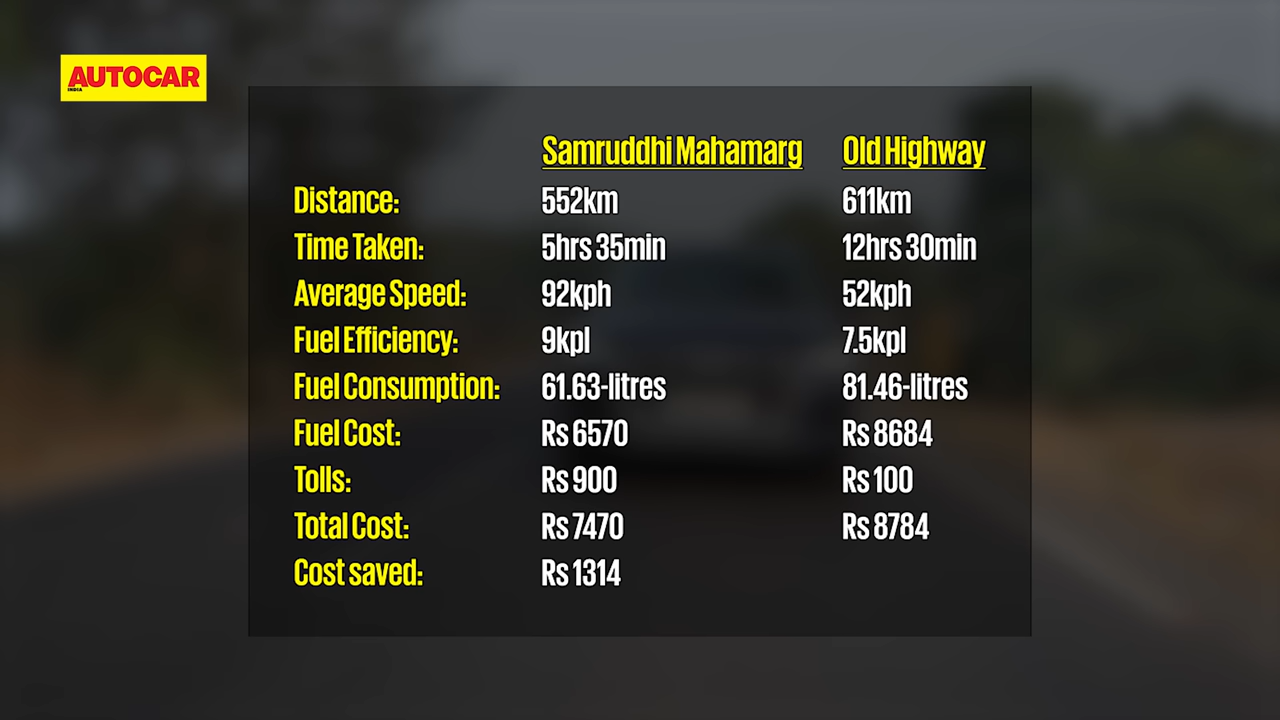 AUTOCAR
INDIA
Samruddhi Mahamarg Old Highway
Distance: 552km 611km
Time Taken: 5hrs 35min 12hrs 30min
Average Speed: 92kph 52kph
Fuel Efficiency: 9kpl 7.5kpl
Fuel Consumption: 61.63-litres 81.46-litres
Fuel Cost: Rs 6570 Rs 8684
Tolls: Rs 900 Rs 100
Total Cost: Rs 7470 Rs 8784
Cost saved: Rs 1314